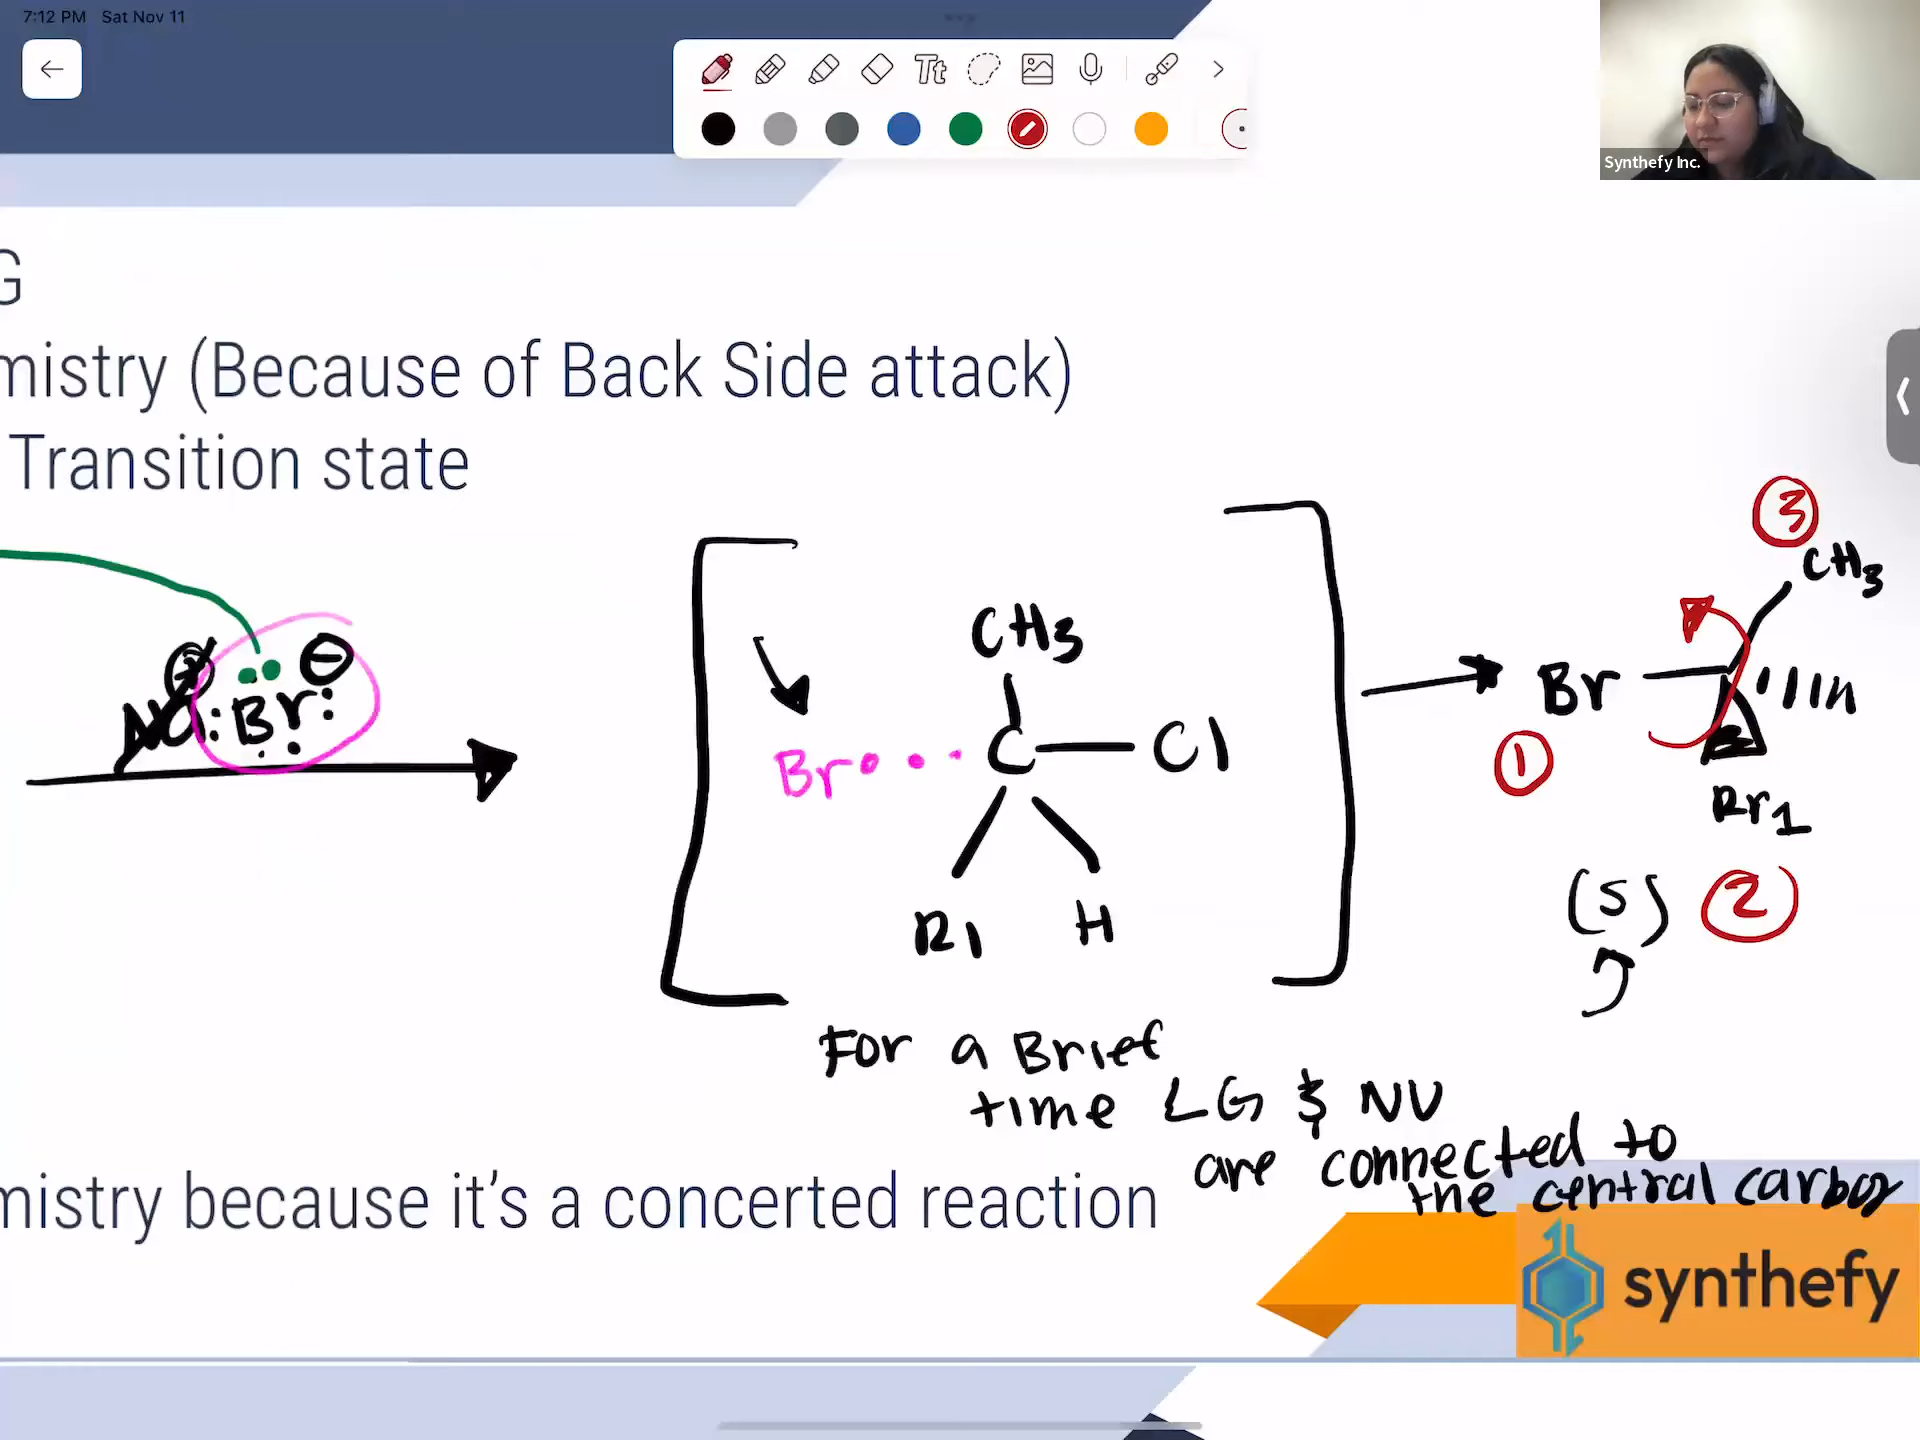 7:12 PM Sat Nov 11
Tt
Synthefy Inc.
G
mistry (Because of Back Side attack)
Transition state
:Br:
⊖
CH3
Br C Cl
R1 H
3
CH3
Br
1
Rr1
(S) 2
For a Brief
time LG & NU
are connected to
the central carbon
mistry because it's a concerted reaction
synthefy